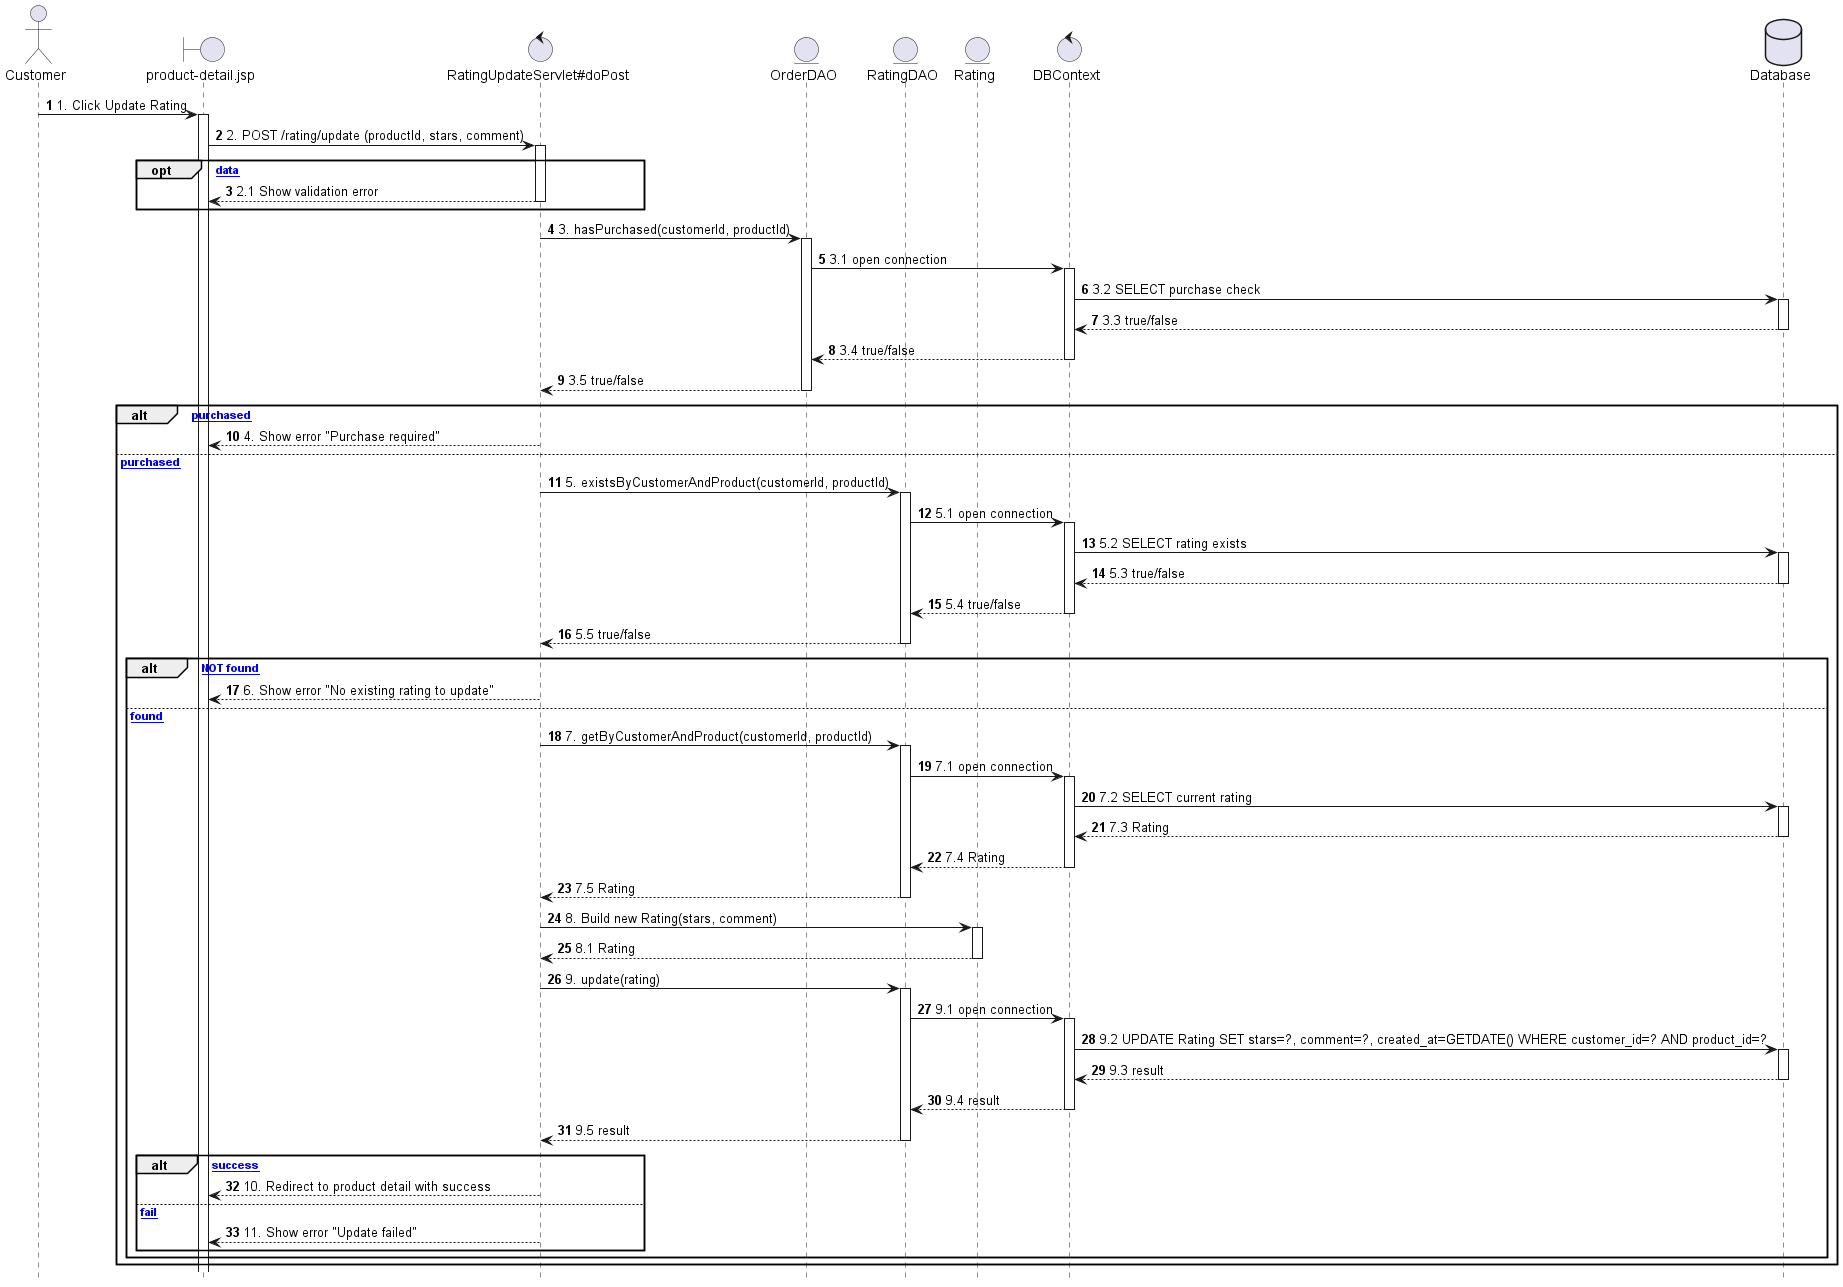 Customer
product-detail.jsp
RatingUpdateServlet#doPost
OrderDAO
RatingDAO
Rating
DBContext
Database
1 1. Click Update Rating
2 2. POST /rating/update (productId, stars, comment)
opt data
3 2.1 Show validation error
4 3. hasPurchased(customerId, productId)
5 3.1 open connection
6 3.2 SELECT purchase check
7 3.3 true/false
8 3.4 true/false
9 3.5 true/false
alt purchased
10 4. Show error "Purchase required"
purchased
11 5. existsByCustomerAndProduct(customerId, productId)
12 5.1 open connection
13 5.2 SELECT rating exists
14 5.3 true/false
15 5.4 true/false
16 5.5 true/false
alt NOT found
17 6. Show error "No existing rating to update"
found
18 7. getByCustomerAndProduct(customerId, productId)
19 7.1 open connection
20 7.2 SELECT current rating
21 7.3 Rating
22 7.4 Rating
23 7.5 Rating
24 8. Build new Rating(stars, comment)
25 8.1 Rating
26 9. update(rating)
27 9.1 open connection
28 9.2 UPDATE Rating SET stars=?, comment=?, created_at=GETDATE() WHERE customer_id=? AND product_id=?
29 9.3 result
30 9.4 result
31 9.5 result
alt success
32 10. Redirect to product detail with success
fail
33 11. Show error "Update failed"